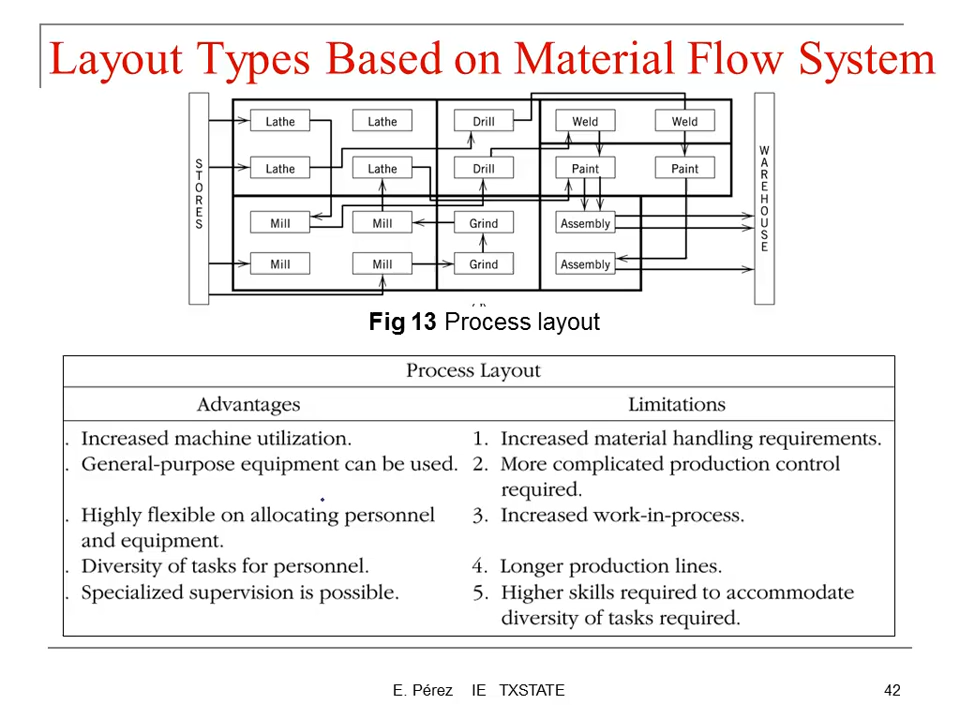 Layout Types Based on Material Flow System
STORES
Lathe Lathe Drill Weld Weld
Lathe Lathe Drill Paint Paint
Mill Mill Grind Assembly
Mill Mill Grind Assembly
WAREHOUSE
Fig 13 Process layout
Process Layout
Advantages Limitations
. Increased machine utilization. 1. Increased material handling requirements.
. General-purpose equipment can be used. 2. More complicated production control
required.
. Highly flexible on allocating personnel 3. Increased work-in-process.
and equipment.
. Diversity of tasks for personnel. 4. Longer production lines.
. Specialized supervision is possible. 5. Higher skills required to accommodate
diversity of tasks required.
E. Pérez IE TXSTATE 42